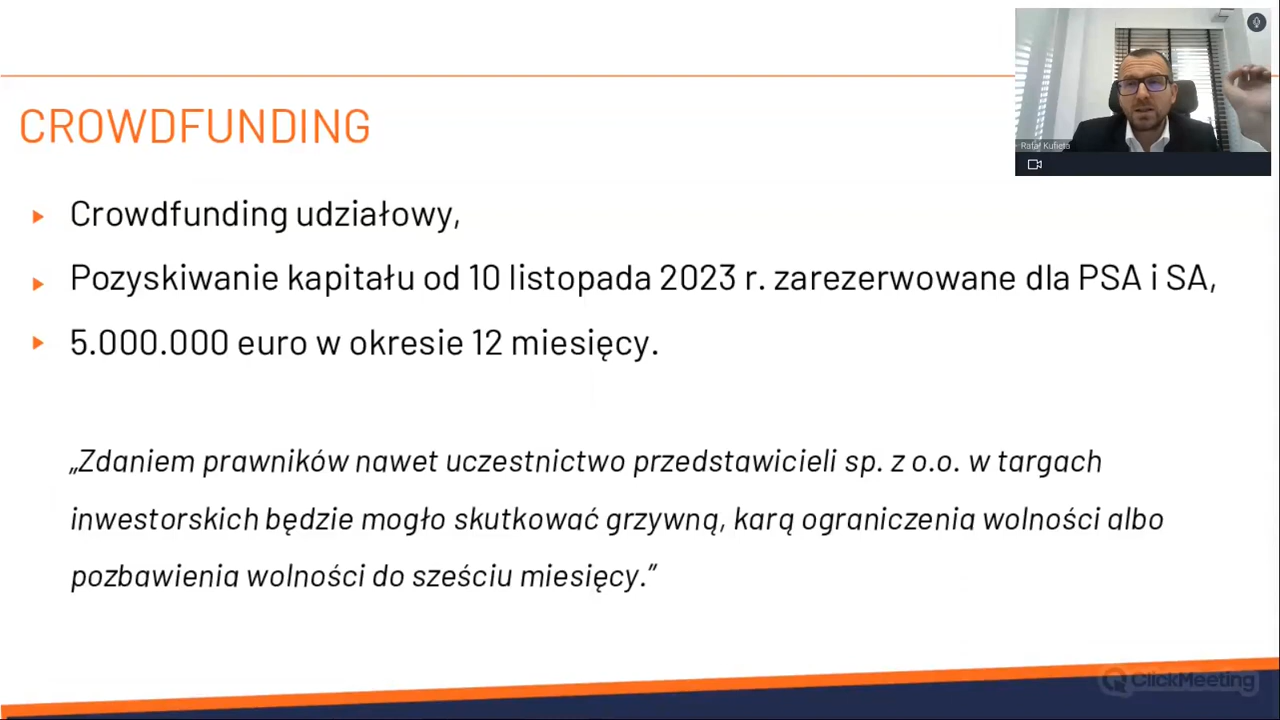 CROWDFUNDING
Rafał Kufieta
Crowdfunding udziałowy,
Pozyskiwanie kapitału od 10 listopada 2023 r. zarezerwowane dla PSA i SA,
5.000.000 euro w okresie 12 miesięcy.
„Zdaniem prawników nawet uczestnictwo przedstawicieli sp. z o.o. w targach
inwestorskich będzie mogło skutkować grzywną, karą ograniczenia wolności albo
pozbawienia wolności do sześciu miesięcy.”
ClickMeeting